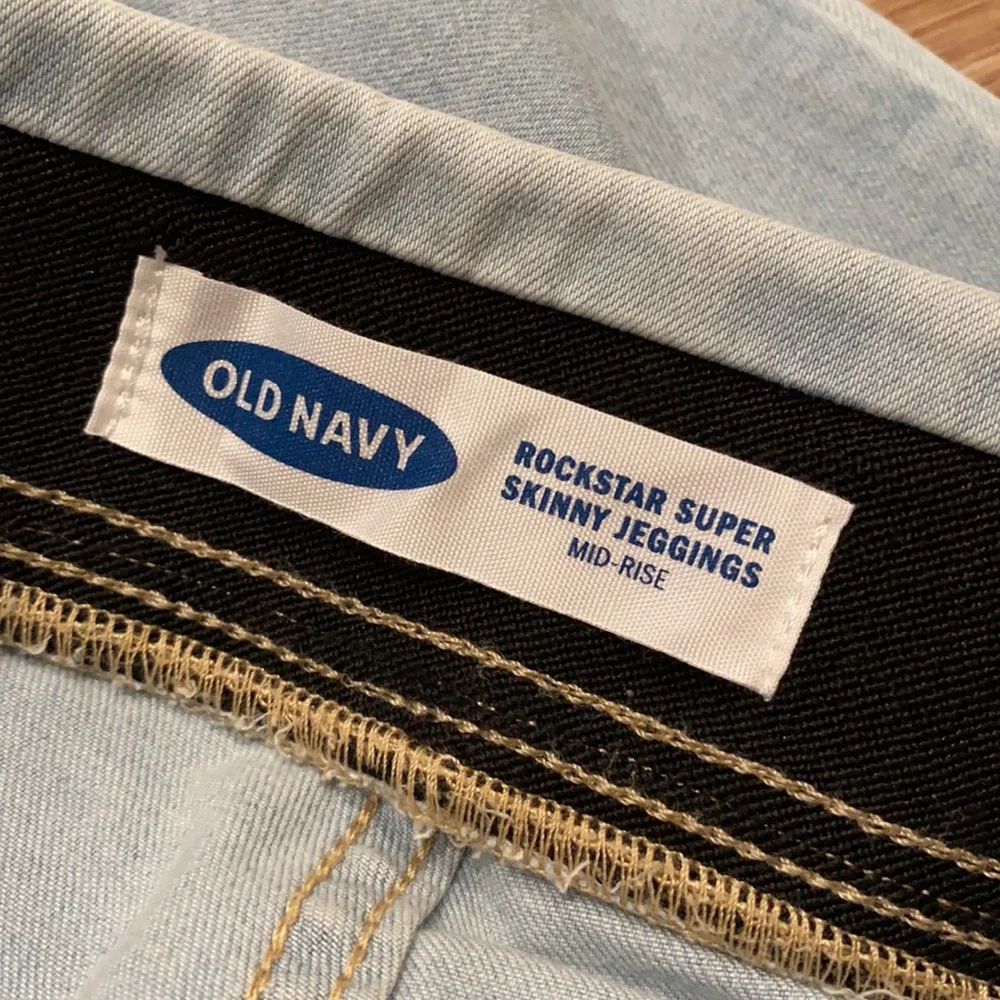 OLD NAVY
ROCKSTAR SUPER
SKINNY JEGGINGS
MID-RISE